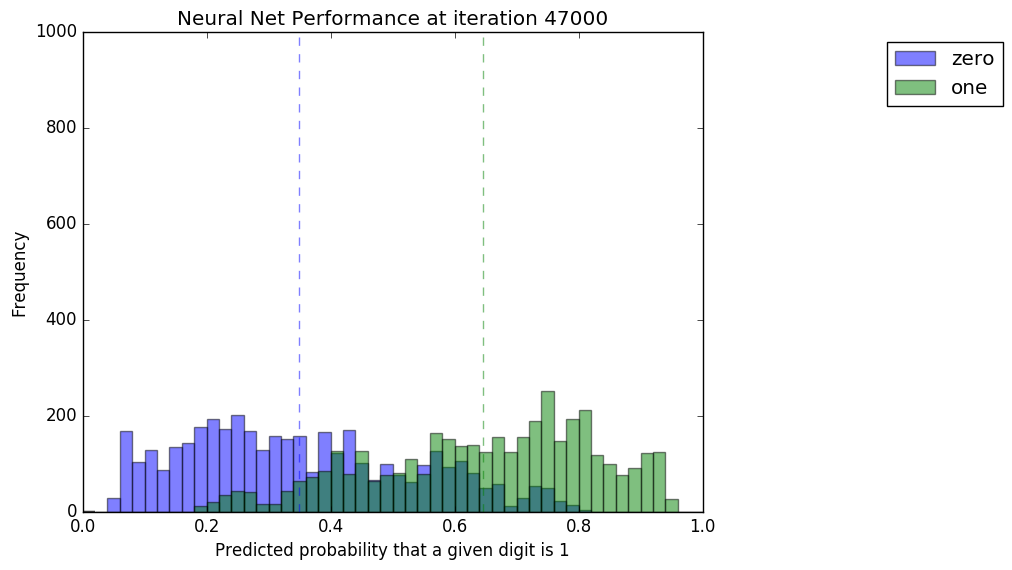 Neural Net Performance at iteration 47000
zero
one
1000
800
600
400
200
0
Frequency
0.0 0.2 0.4 0.6 0.8 1.0
Predicted probability that a given digit is 1